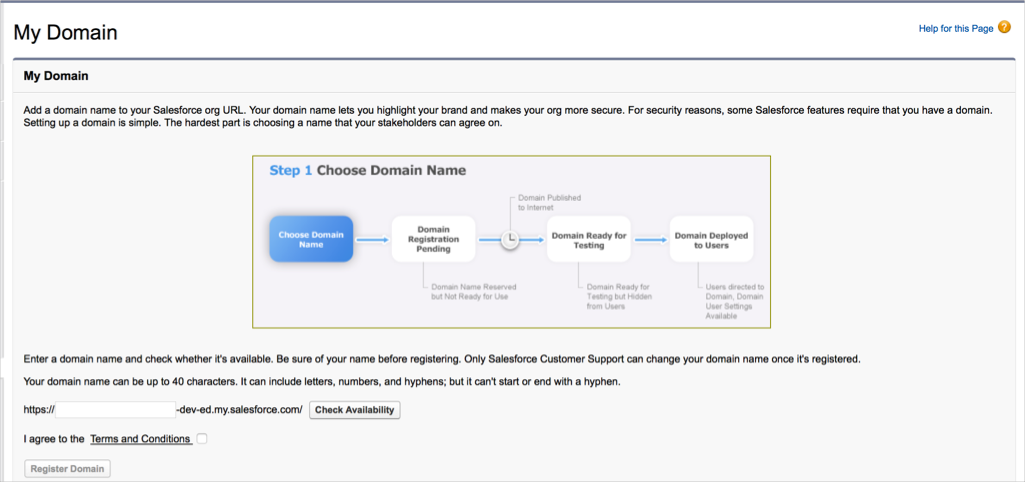 My Domain
Help for this Page ?
My Domain
Add a domain name to your Salesforce org URL. Your domain name lets you highlight your brand and makes your org more secure. For security reasons, some Salesforce features require that you have a domain.
Setting up a domain is simple. The hardest part is choosing a name that your stakeholders can agree on.
Step 1 Choose Domain Name
Domain Published
to Internet
Choose Domain
Name
Domain
Registration
Pending
Domain Ready for
Testing
Domain Deployed
to Users
Domain Name Reserved
but Not Ready for Use
Domain Ready for
Testing but Hidden
from Users
Users directed to
Domain, Domain
User Settings
Available
Enter a domain name and check whether it's available. Be sure of your name before registering. Only Salesforce Customer Support can change your domain name once it's registered.
Your domain name can be up to 40 characters. It can include letters, numbers, and hyphens; but it can't start or end with a hyphen.
https:// -dev-ed.my.salesforce.com/ Check Availability
I agree to the Terms and Conditions
Register Domain